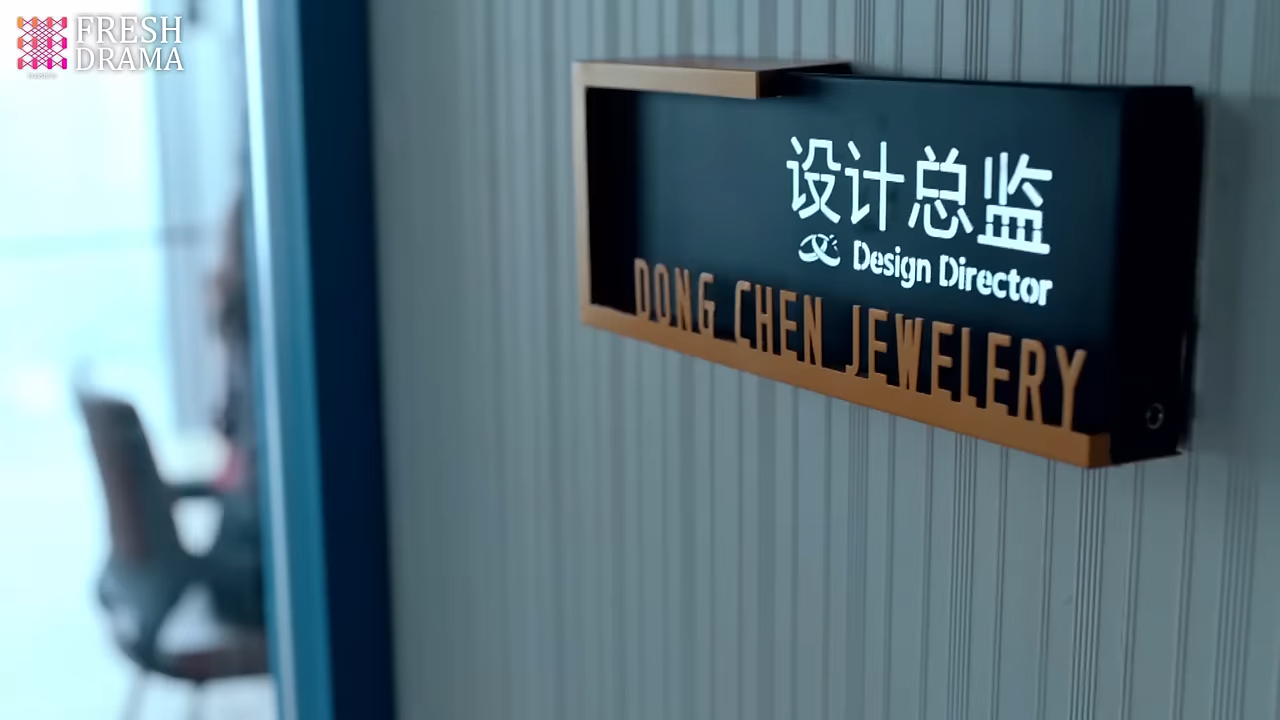 FRESH
DRAMA
设计总监
Design Director
DONG CHEN JEWELERY